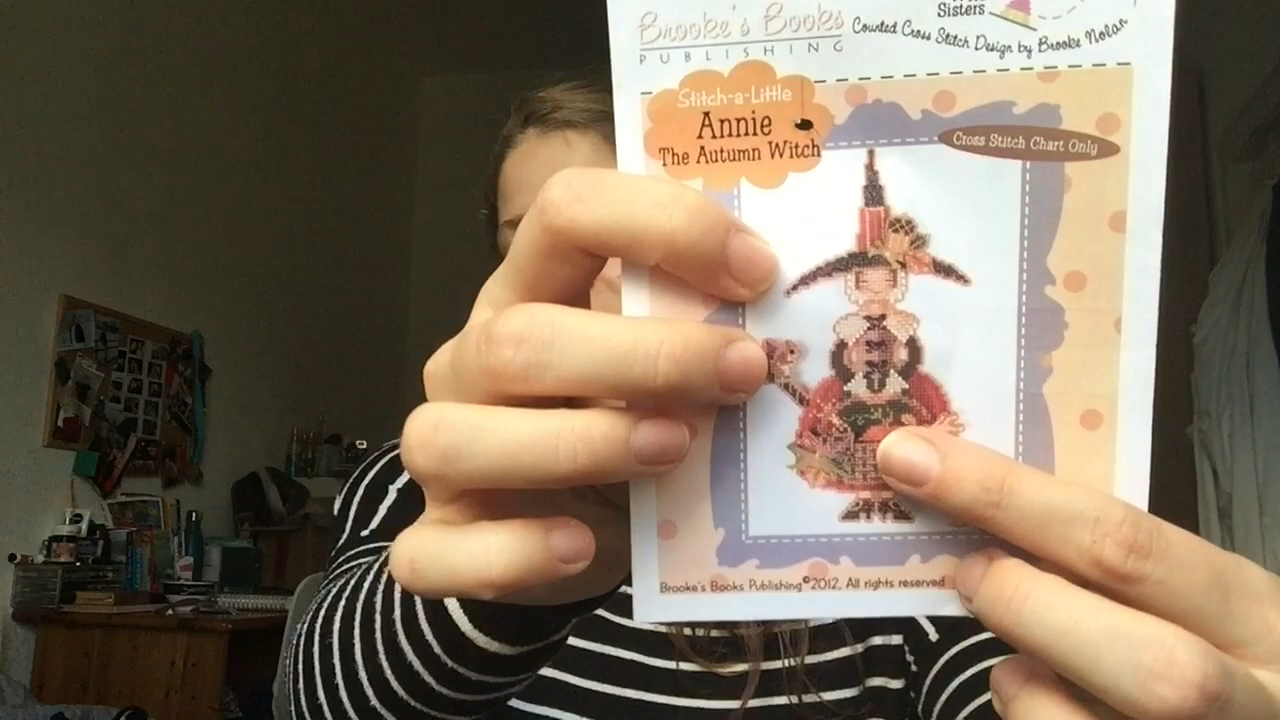 Brooke's Books
PUBLISHING
Sisters
Counted Cross Stitch Design by Brooke Nolan
Stitch-a-Little
Annie
The Autumn Witch
Cross Stitch Chart Only
Brooke's Books Publishing©2012, All rights reserved